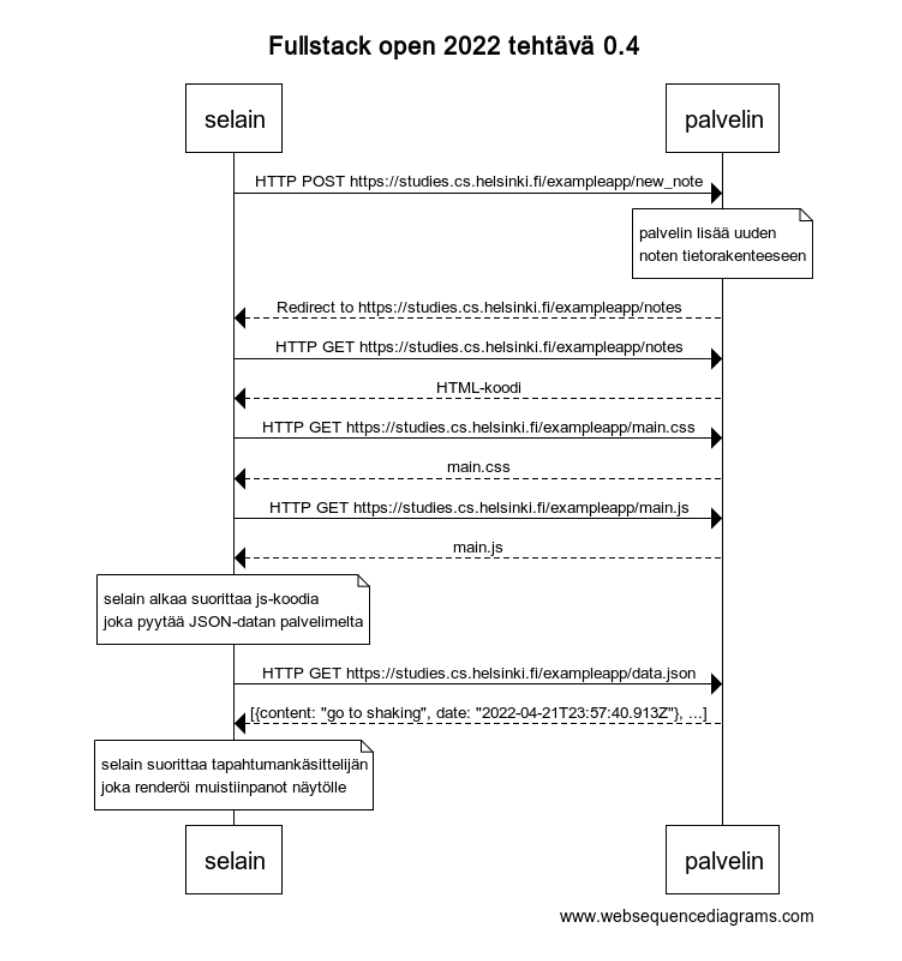 Fullstack open 2022 tehtävä 0.4
selain
palvelin
HTTP POST https://studies.cs.helsinki.fi/exampleapp/new_note
palvelin lisää uuden
noten tietorakenteeseen
Redirect to https://studies.cs.helsinki.fi/exampleapp/notes
HTTP GET https://studies.cs.helsinki.fi/exampleapp/notes
HTML-koodi
HTTP GET https://studies.cs.helsinki.fi/exampleapp/main.css
main.css
HTTP GET https://studies.cs.helsinki.fi/exampleapp/main.js
main.js
selain alkaa suorittaa js-koodia
joka pyytää JSON-datan palvelimelta
HTTP GET https://studies.cs.helsinki.fi/exampleapp/data.json
[{content: "go to shaking", date: "2022-04-21T23:57:40.913Z"}, ...]
selain suorittaa tapahtumankäsittelijän
joka renderöi muistiinpanot näytölle
selain
palvelin
www.websequencediagrams.com